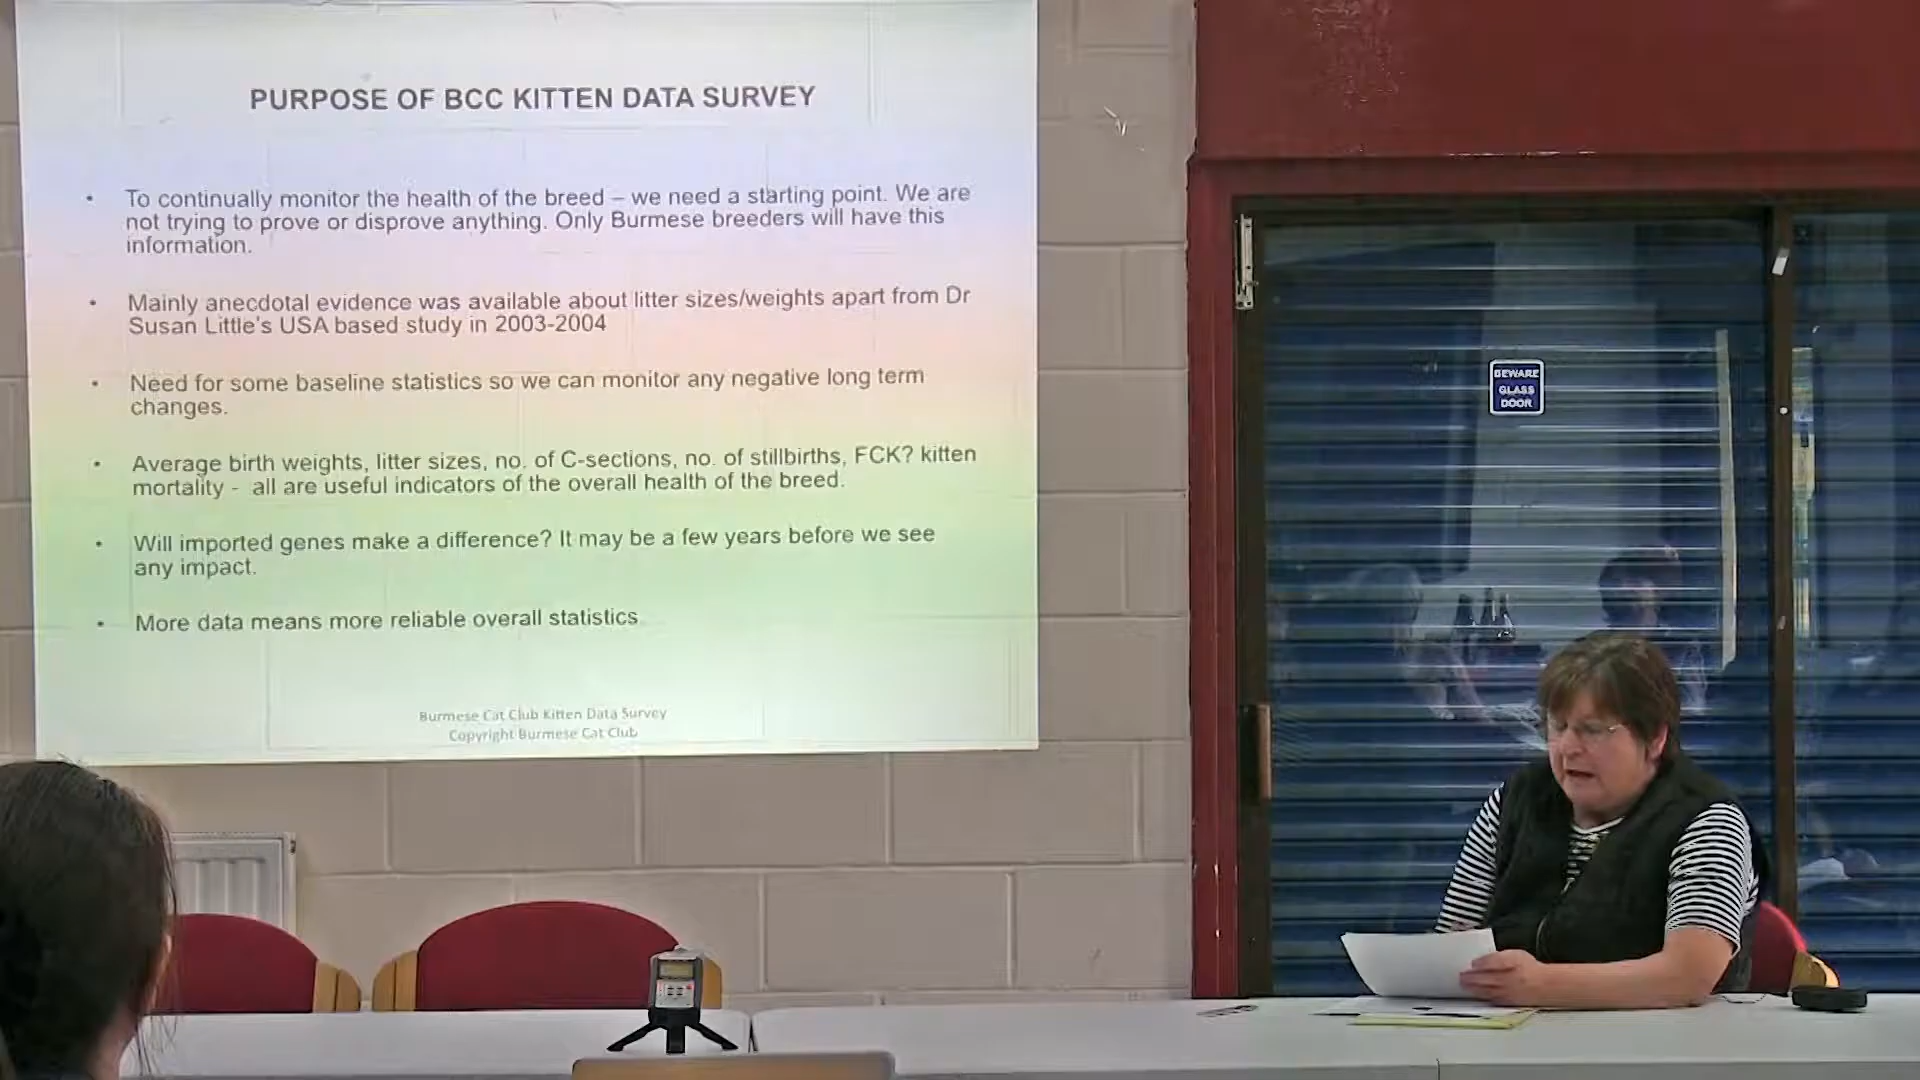 PURPOSE OF BCC KITTEN DATA SURVEY
• To continually monitor the health of the breed – we need a starting point. We are
not trying to prove or disprove anything. Only Burmese breeders will have this
information.
• Mainly anecdotal evidence was available about litter sizes/weights apart from Dr
Susan Little's USA based study in 2003-2004
• Need for some baseline statistics so we can monitor any negative long term
changes.
• Average birth weights, litter sizes, no. of C-sections, no. of stillbirths, FCK? kitten
mortality - all are useful indicators of the overall health of the breed.
• Will imported genes make a difference? It may be a few years before we see
any impact.
• More data means more reliable overall statistics
Burmese Cat Club Kitten Data Survey
Copyright Burmese Cat Club
BEWARE
GLASS
DOOR